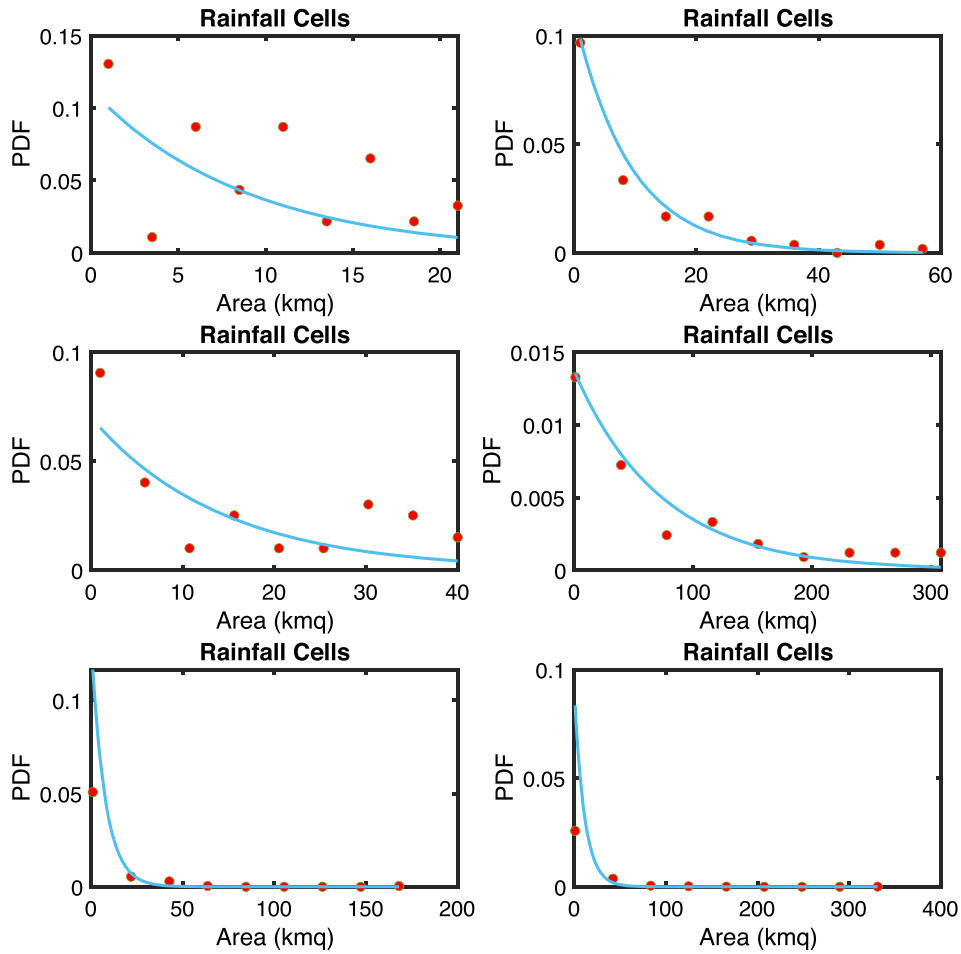 Rainfall Cells
0.15
0.1
0.05
0
PDF
0 5 10 15 20
Area (kmq)
Rainfall Cells
0.1
0.05
0
PDF
0 20 40 60
Area (kmq)
Rainfall Cells
0.1
0.05
0
PDF
0 10 20 30 40
Area (kmq)
Rainfall Cells
0.015
0.01
0.005
0
PDF
0 100 200 300
Area (kmq)
Rainfall Cells
0.1
0.05
0
PDF
0 50 100 150 200
Area (kmq)
Rainfall Cells
0.1
0.05
0
PDF
0 100 200 300 400
Area (kmq)